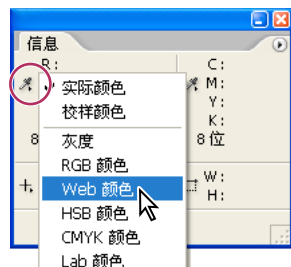 信息
R:
C:
M:
Y:
K:
8
8位
W:
H:
✓ 实际颜色
校样颜色
灰度
RGB 颜色
Web 颜色
HSB 颜色
CMYK 颜色
Lab 颜色